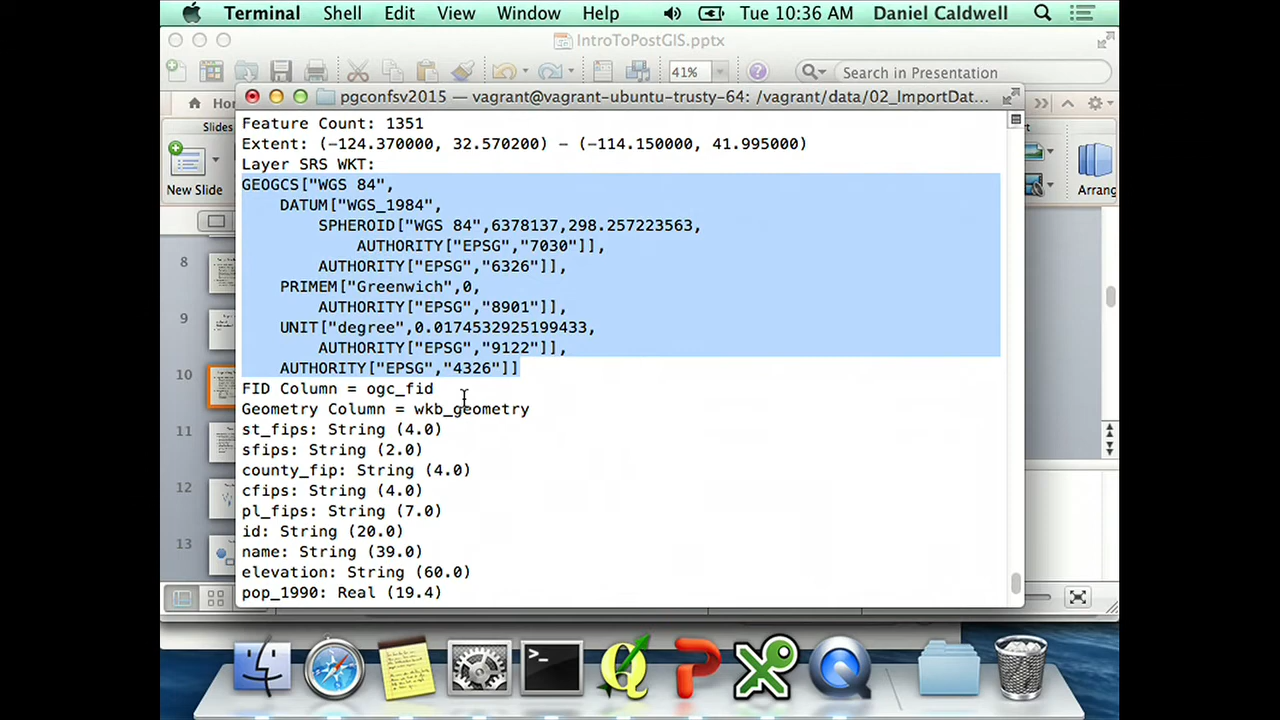 Terminal Shell Edit View Window Help Tue 10:36 AM Daniel Caldwell
IntroToPostGIS.pptx
41% Search in Presentation
pgconfsv2015 — vagrant@vagrant-ubuntu-trusty-64: /vagrant/data/02_ImportDat...
Slides
New Slide
Arrang
8
9
10
11
12
13
Feature Count: 1351
Extent: (-124.370000, 32.570200) - (-114.150000, 41.995000)
Layer SRS WKT:
GEOGCS["WGS 84",
DATUM["WGS_1984",
SPHEROID["WGS 84",6378137,298.257223563,
AUTHORITY["EPSG","7030"]],
AUTHORITY["EPSG","6326"]],
PRIMEM["Greenwich",0,
AUTHORITY["EPSG","8901"]],
UNIT["degree",0.0174532925199433,
AUTHORITY["EPSG","9122"]],
AUTHORITY["EPSG","4326"]]
FID Column = ogc_fid
Geometry Column = wkb_geometry
st_fips: String (4.0)
sfips: String (2.0)
county_fip: String (4.0)
cfips: String (4.0)
pl_fips: String (7.0)
id: String (20.0)
name: String (39.0)
elevation: String (60.0)
pop_1990: Real (19.4)